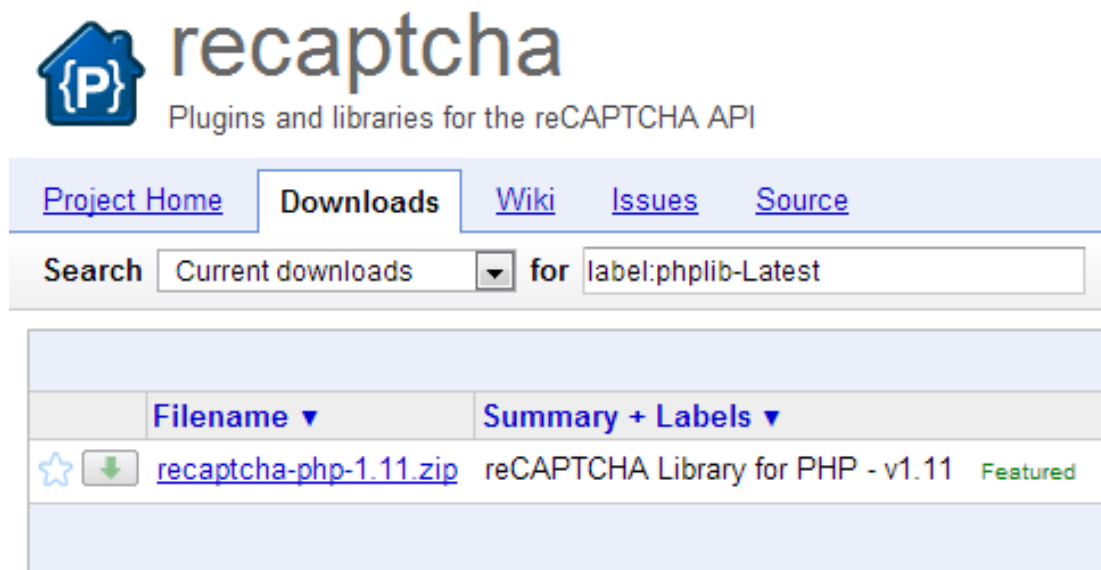 {P}
recaptcha
Plugins and libraries for the reCAPTCHA API
Project Home Downloads Wiki Issues Source
Search Current downloads for label:phplib-Latest
Filename ▼ Summary + Labels ▼
recaptcha-php-1.11.zip reCAPTCHA Library for PHP - v1.11 Featured